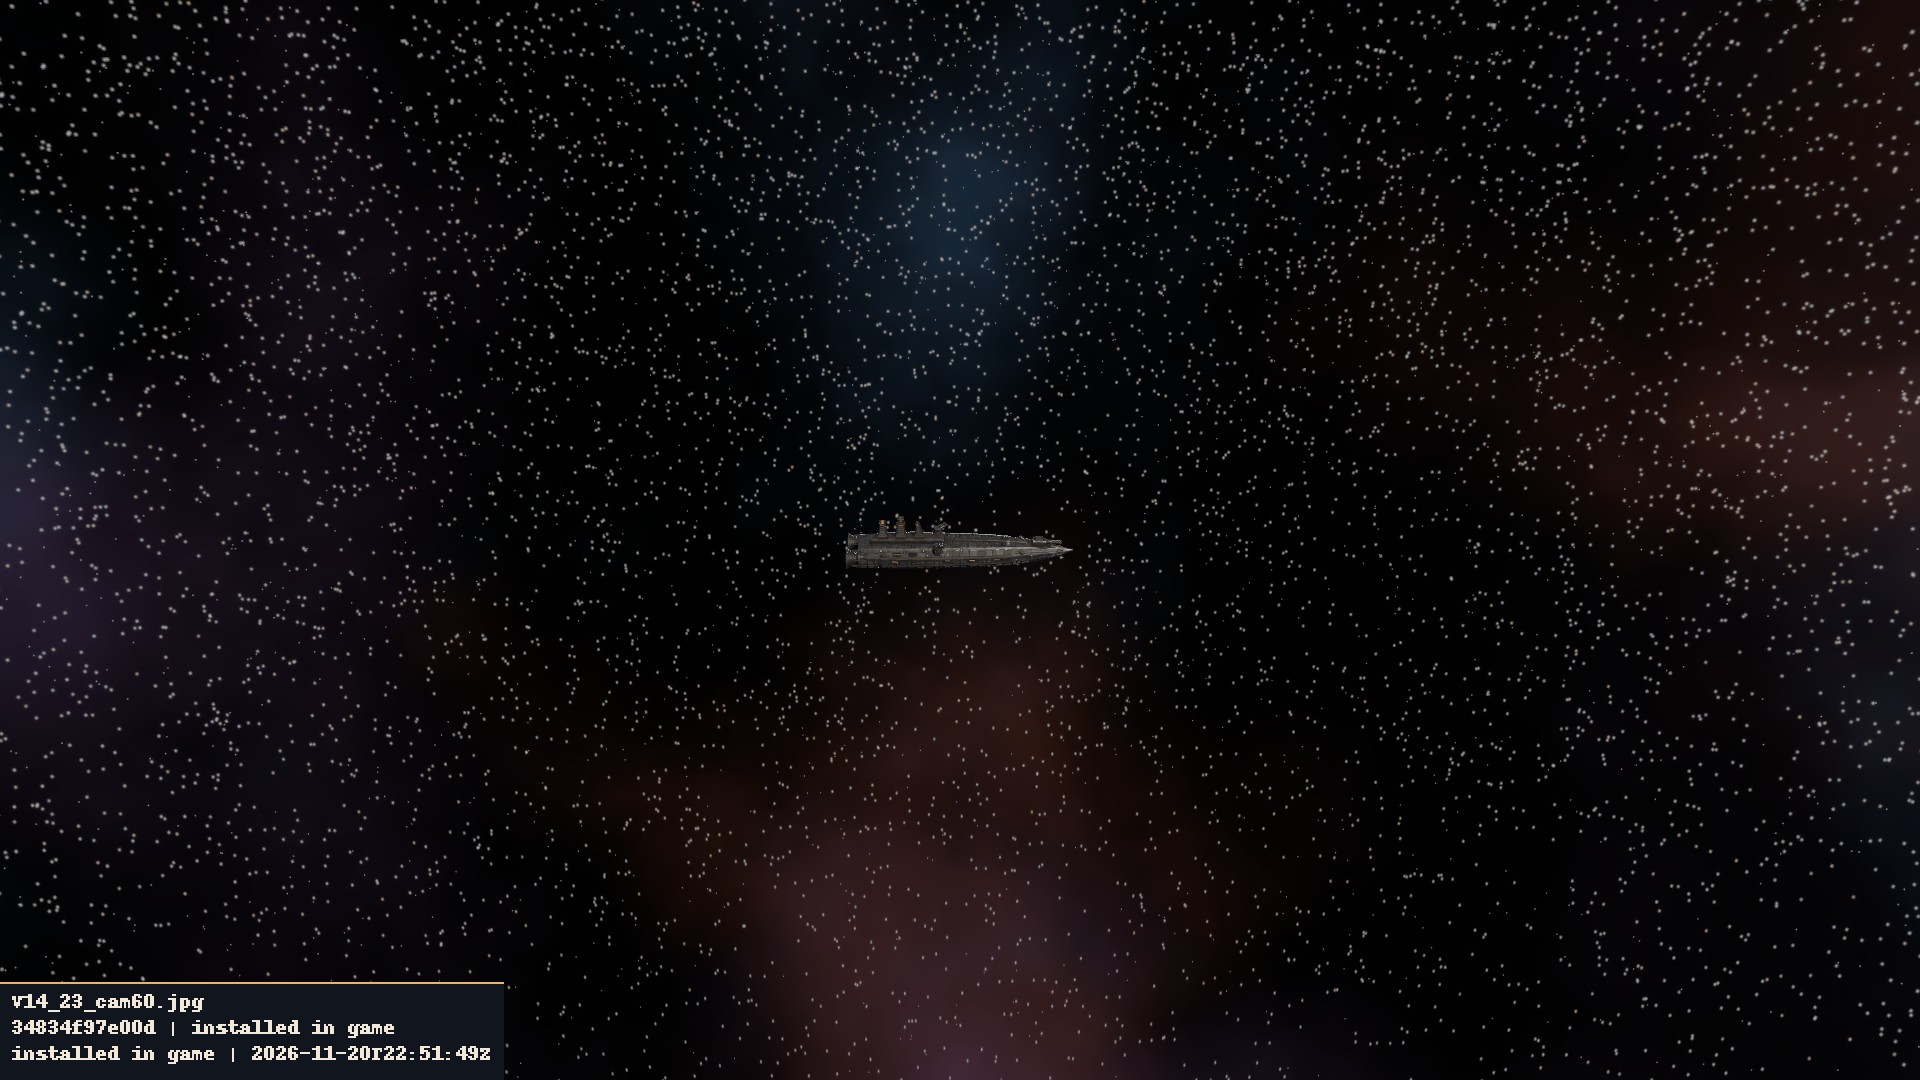 v14_23_cam60.jpg
34834f97e00d | installed in game
installed in game | 2026-11-20T22:51:49Z